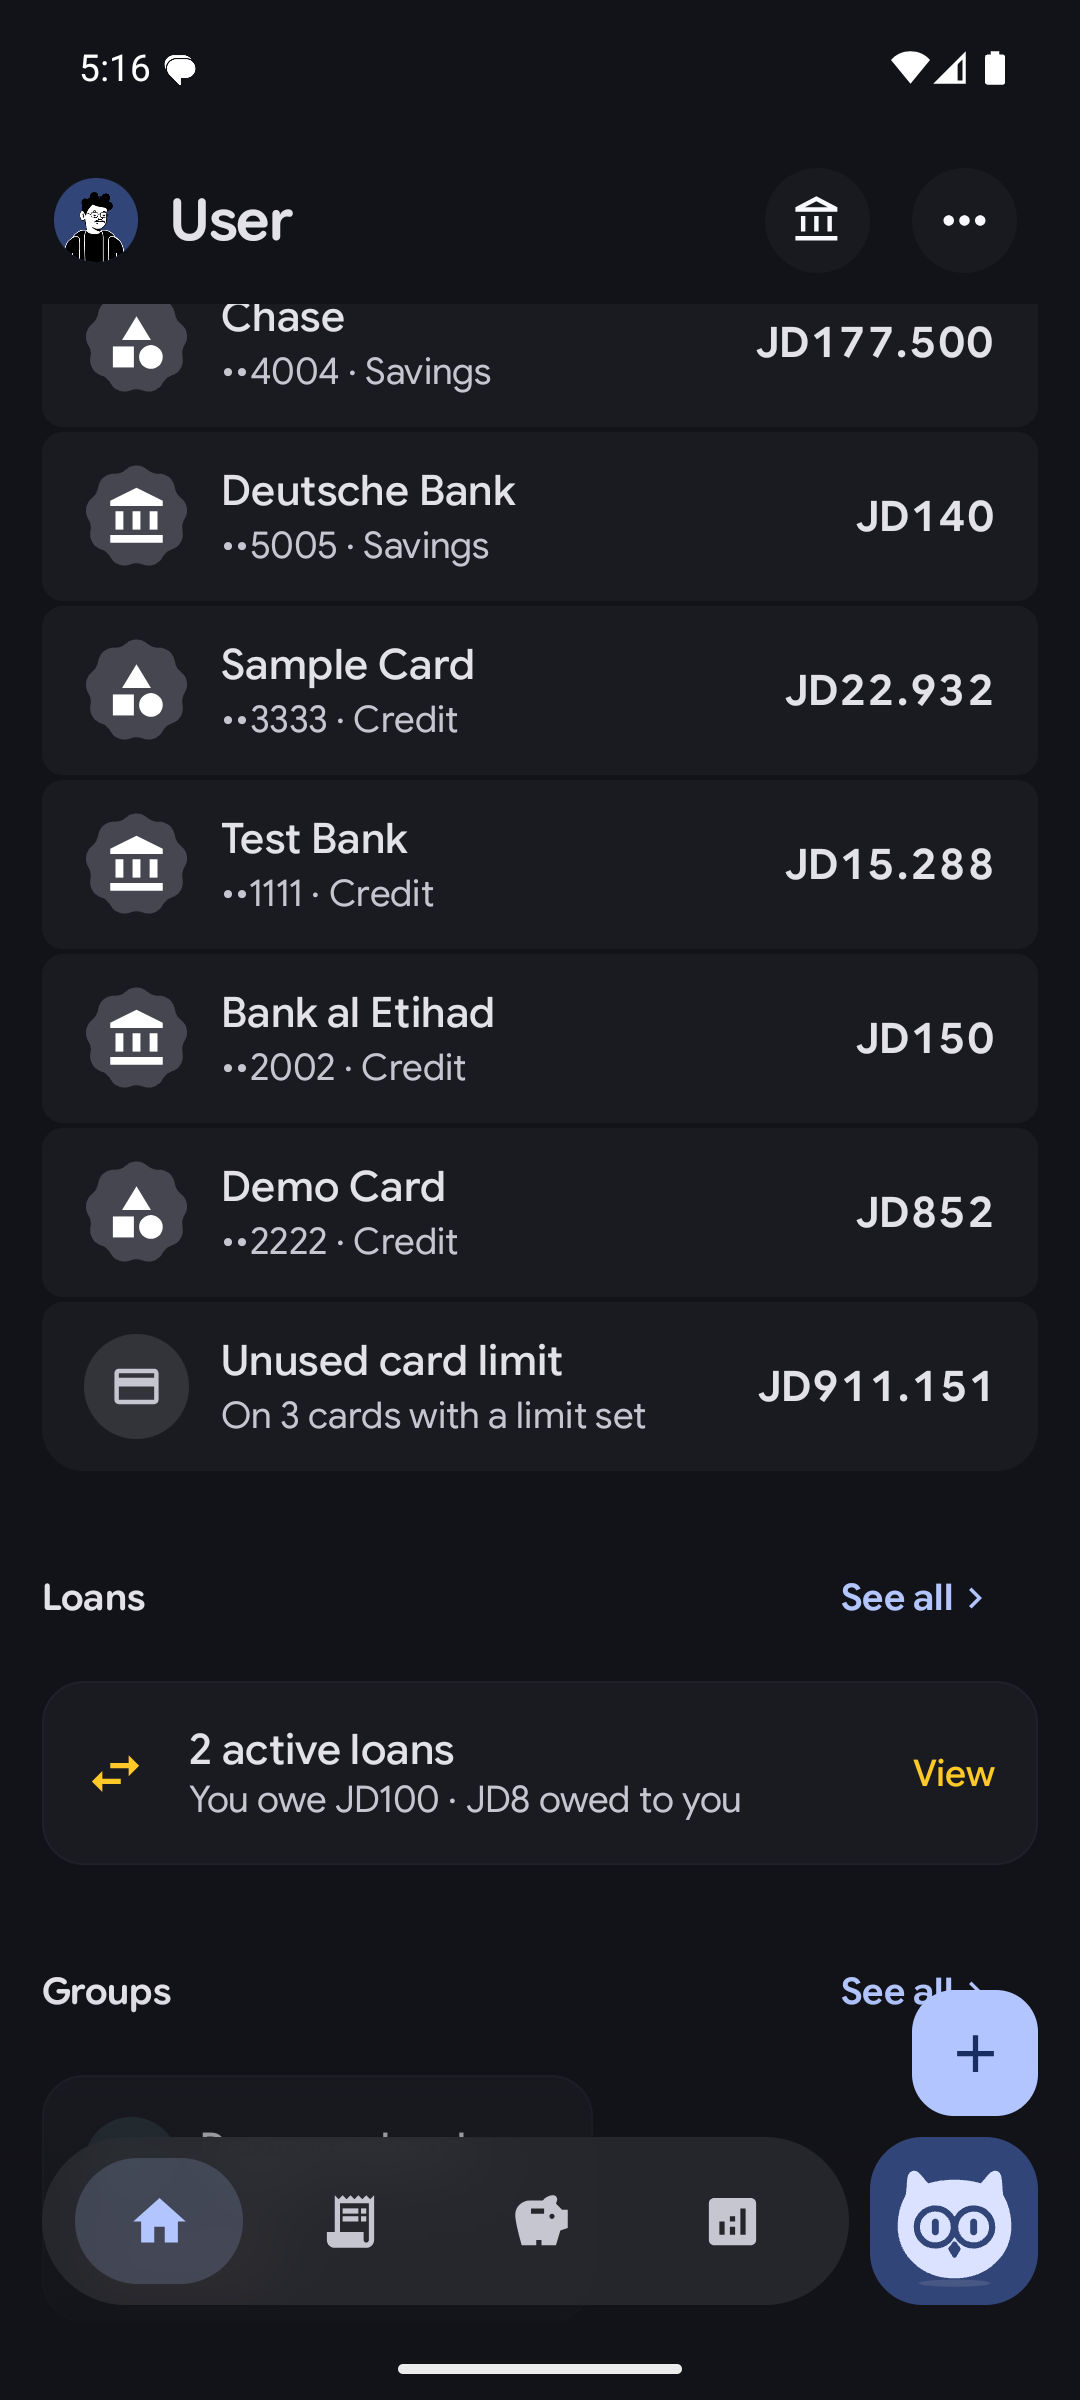 5:16
User
Chase
••4004 · Savings
JD177.500
Deutsche Bank
••5005 · Savings
JD140
Sample Card
••3333 · Credit
JD22.932
Test Bank
••1111 · Credit
JD15.288
Bank al Etihad
••2002 · Credit
JD150
Demo Card
••2222 · Credit
JD852
Unused card limit
On 3 cards with a limit set
JD911.151
Loans
See all
2 active loans
You owe JD100 · JD8 owed to you
View
Groups
See all